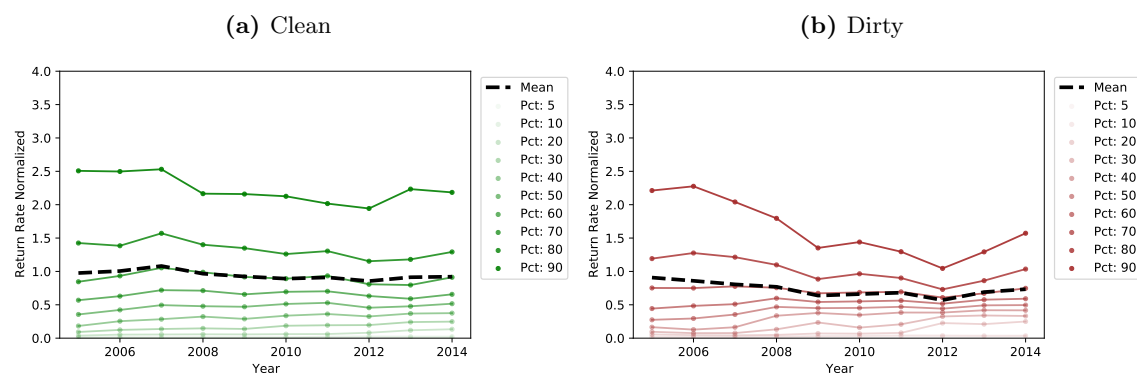 (a) Clean
4.0
3.5
3.0
2.5
2.0
1.5
1.0
0.5
0.0
Return Rate Normalized
2006
2008
2010
2012
2014
Year
Mean
Pct: 5
Pct: 10
Pct: 20
Pct: 30
Pct: 40
Pct: 50
Pct: 60
Pct: 70
Pct: 80
Pct: 90
(b) Dirty
4.0
3.5
3.0
2.5
2.0
1.5
1.0
0.5
0.0
Return Rate Normalized
2006
2008
2010
2012
2014
Year
Mean
Pct: 5
Pct: 10
Pct: 20
Pct: 30
Pct: 40
Pct: 50
Pct: 60
Pct: 70
Pct: 80
Pct: 90